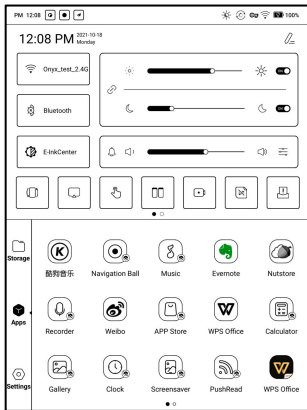 PM 12:08 100%
12:08 PM 2021-10-18
Monday
Onyx_test_2.4G
Bluetooth
E-InkCenter
Storage
酷狗音乐 Navigation Ball Music Evernote Nutstore
Apps
Recorder Weibo APP Store WPS Office Calculator
Settings
Gallery Clock Screensaver PushRead WPS Office